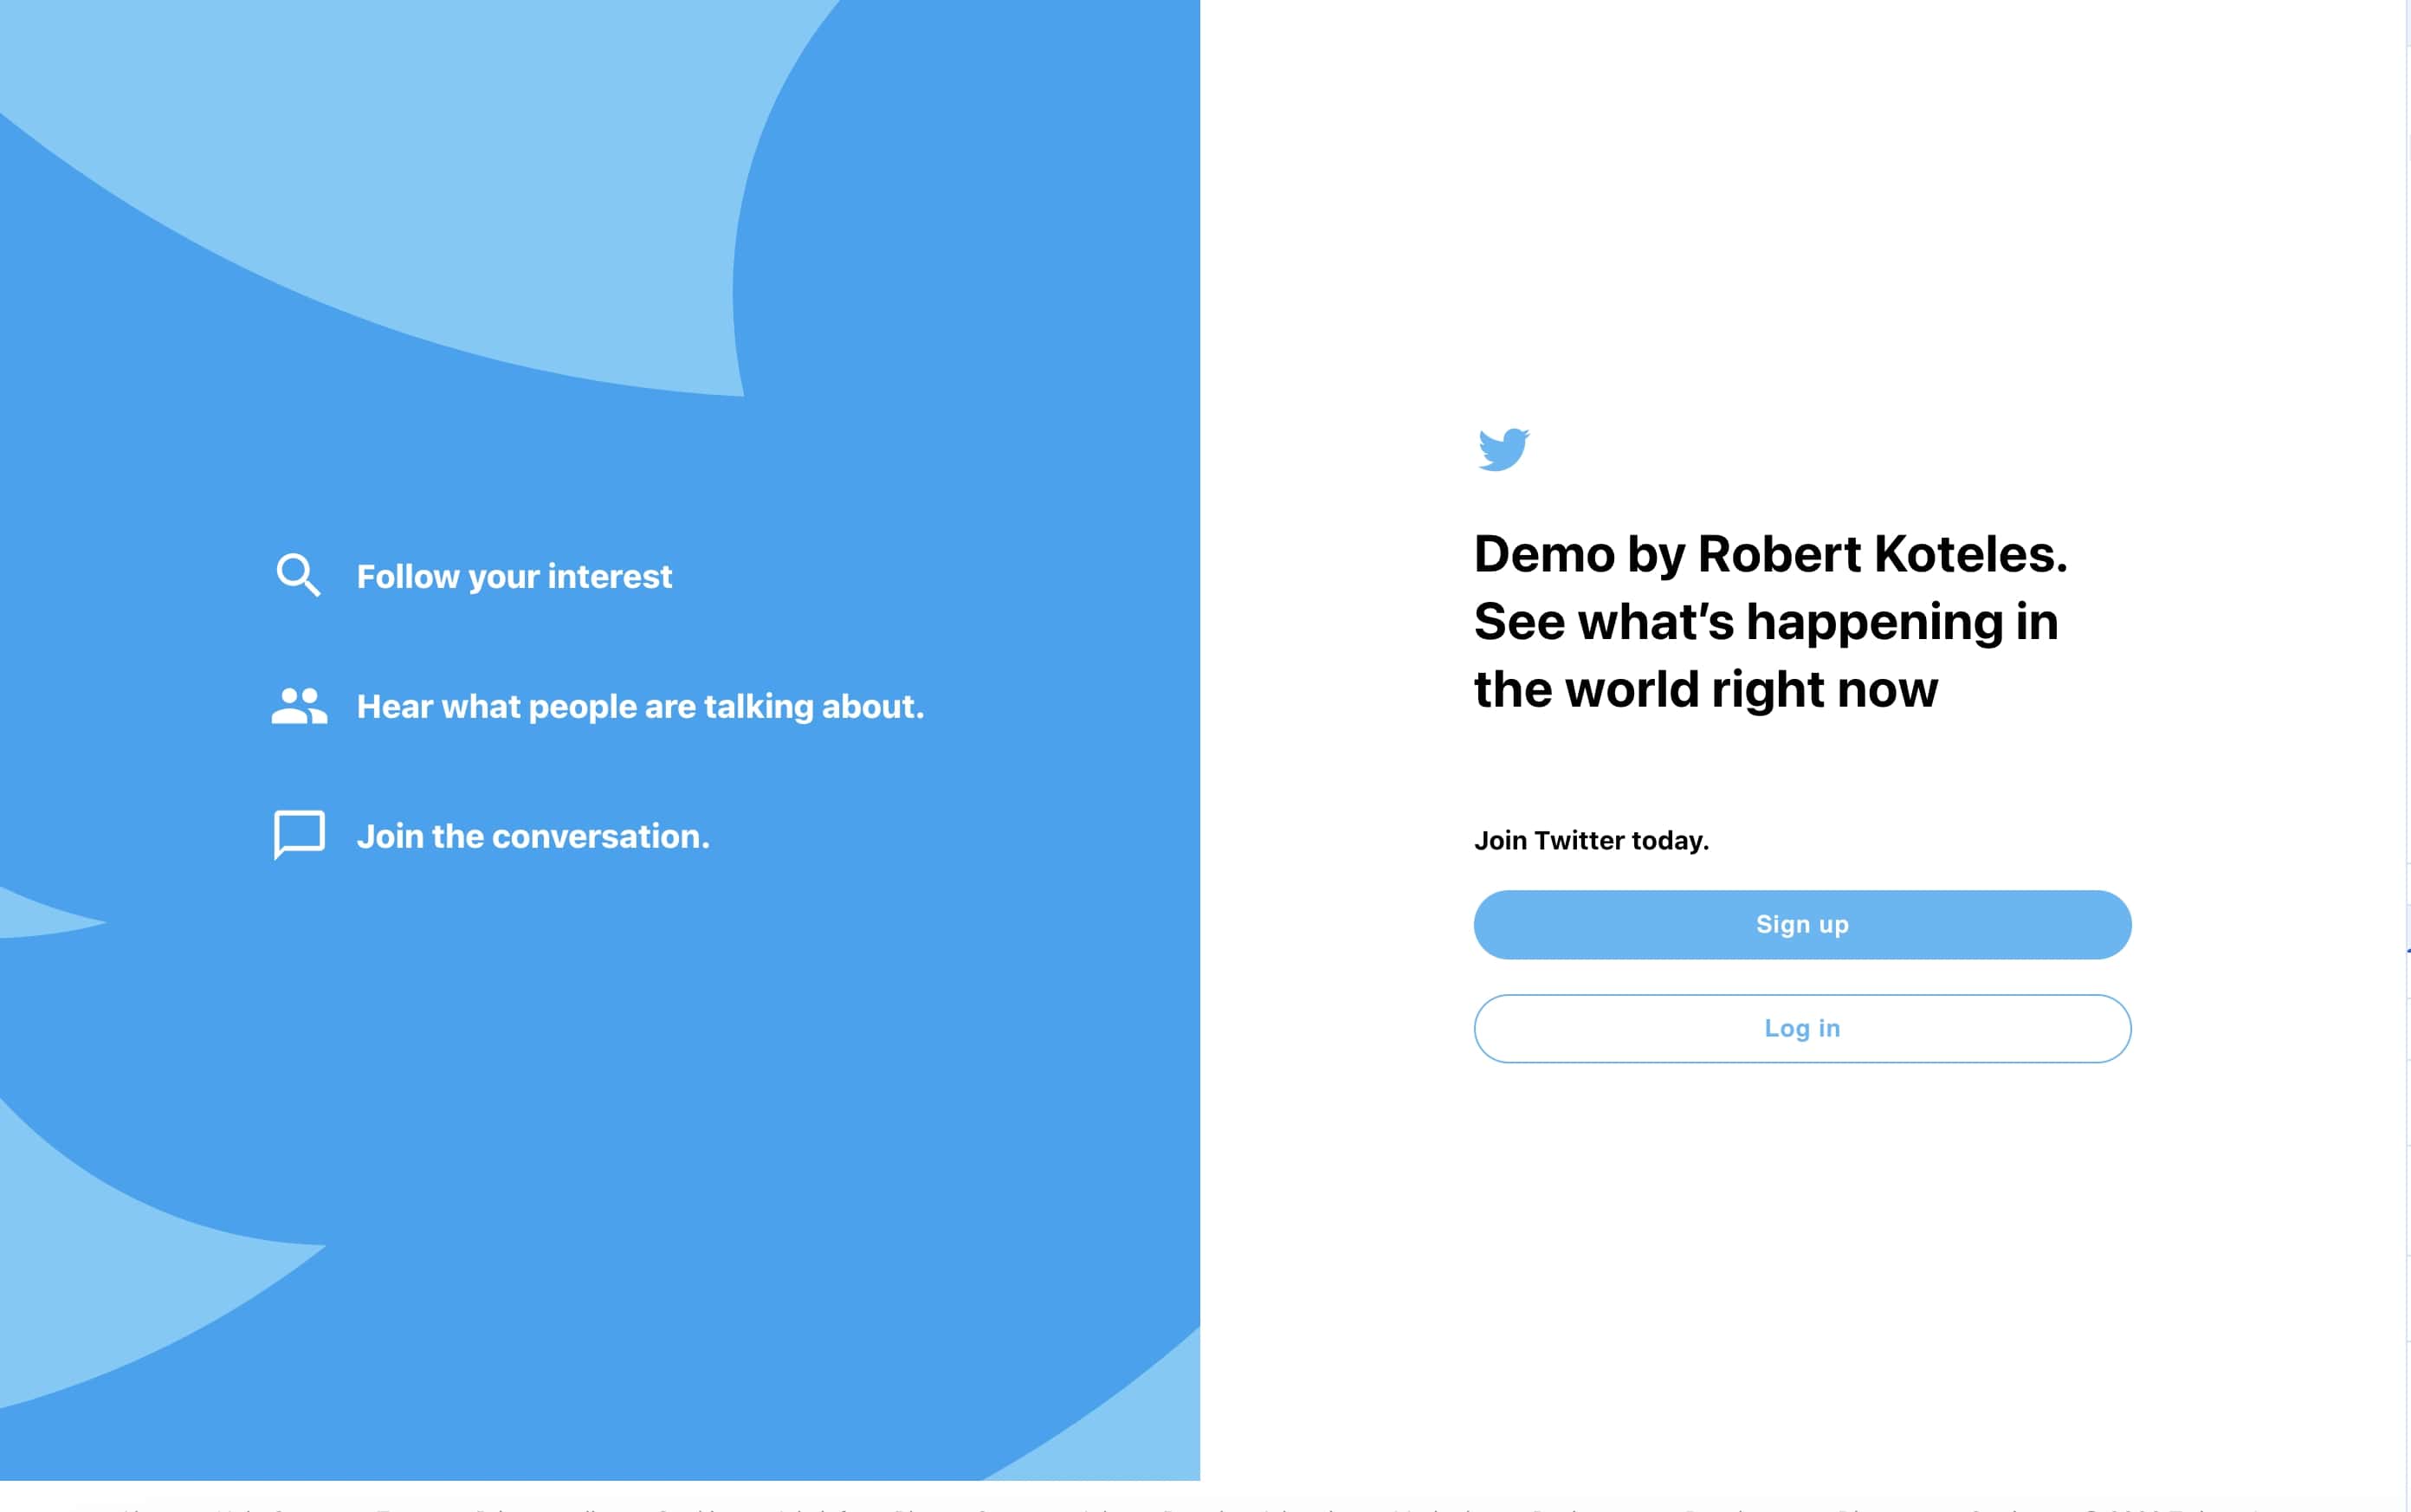 Follow your interest
Hear what people are talking about.
Join the conversation.
Demo by Robert Koteles.
See what's happening in
the world right now
Join Twitter today.
Sign up
Log in